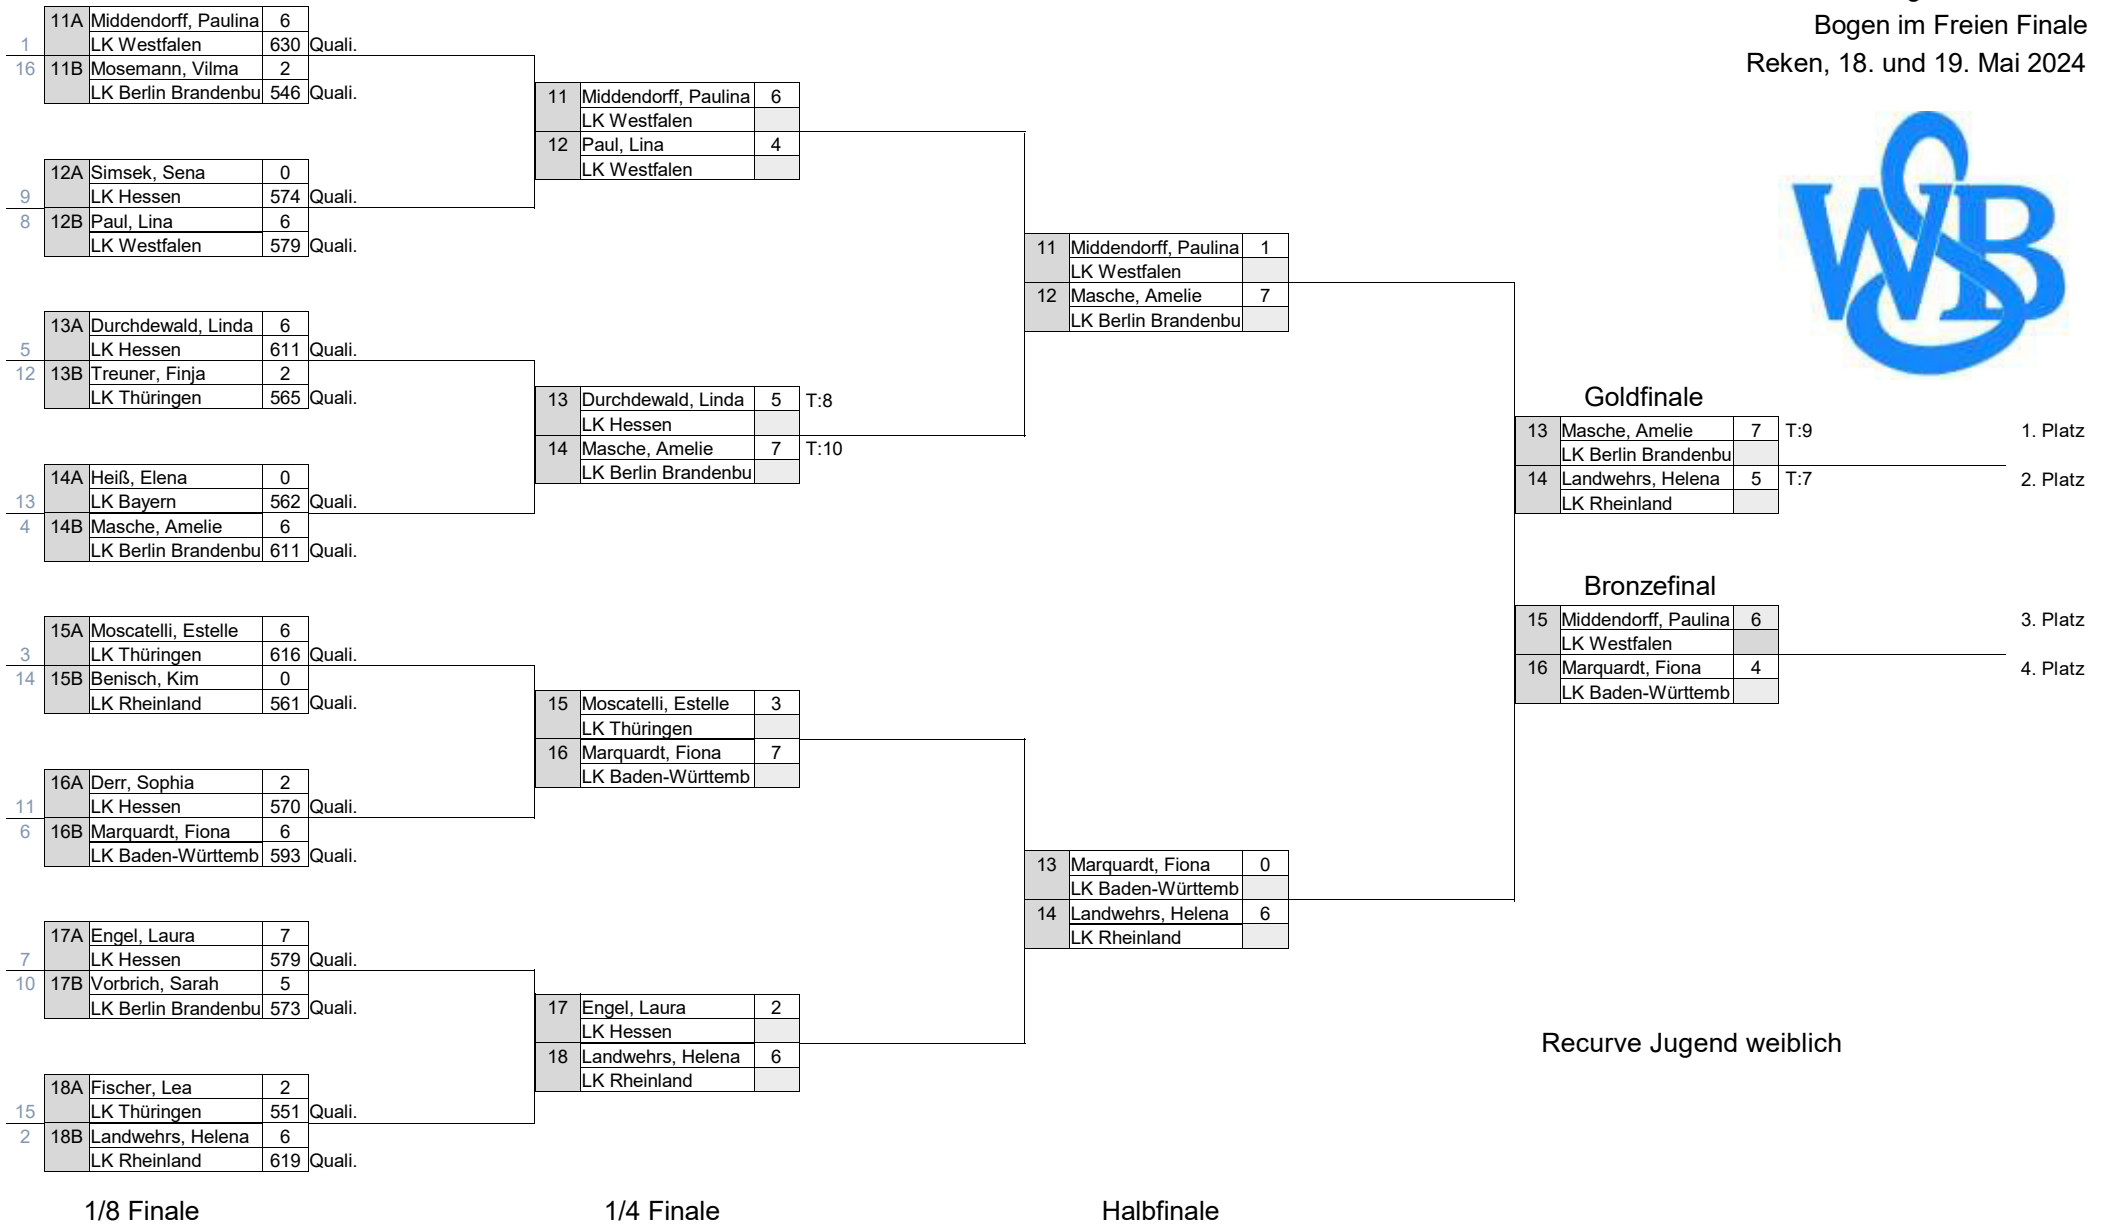 Bogen im Freien Finale
Reken, 18. und 19. Mai 2024
WSB
11A Middendorff, Paulina 6
1 LK Westfalen 630 Quali.
16 11B Mosemann, Vilma 2
LK Berlin Brandenbu 546 Quali.
12A Simsek, Sena 0
9 LK Hessen 574 Quali.
8 12B Paul, Lina 6
LK Westfalen 579 Quali.
13A Durchdewald, Linda 6
5 LK Hessen 611 Quali.
12 13B Treuner, Finja 2
LK Thüringen 565 Quali.
14A Heiß, Elena 0
13 LK Bayern 562 Quali.
4 14B Masche, Amelie 6
LK Berlin Brandenbu 611 Quali.
15A Moscatelli, Estelle 6
3 LK Thüringen 616 Quali.
14 15B Benisch, Kim 0
LK Rheinland 561 Quali.
16A Derr, Sophia 2
11 LK Hessen 570 Quali.
6 16B Marquardt, Fiona 6
LK Baden-Württemb 593 Quali.
17A Engel, Laura 7
7 LK Hessen 579 Quali.
10 17B Vorbrich, Sarah 5
LK Berlin Brandenbu 573 Quali.
18A Fischer, Lea 2
15 LK Thüringen 551 Quali.
2 18B Landwehrs, Helena 6
LK Rheinland 619 Quali.
1/8 Finale
11 Middendorff, Paulina 6
LK Westfalen
12 Paul, Lina 4
LK Westfalen
13 Durchdewald, Linda 5 T:8
LK Hessen
14 Masche, Amelie 7 T:10
LK Berlin Brandenbu
15 Moscatelli, Estelle 3
LK Thüringen
16 Marquardt, Fiona 7
LK Baden-Württemb
17 Engel, Laura 2
LK Hessen
18 Landwehrs, Helena 6
LK Rheinland
1/4 Finale
11 Middendorff, Paulina 1
LK Westfalen
12 Masche, Amelie 7
LK Berlin Brandenbu
13 Marquardt, Fiona 0
LK Baden-Württemb
14 Landwehrs, Helena 6
LK Rheinland
Halbfinale
Goldfinale
13 Masche, Amelie 7 T:9 1. Platz
LK Berlin Brandenbu
14 Landwehrs, Helena 5 T:7 2. Platz
LK Rheinland
Bronzefinal
15 Middendorff, Paulina 6 3. Platz
LK Westfalen
16 Marquardt, Fiona 4 4. Platz
LK Baden-Württemb
Recurve Jugend weiblich